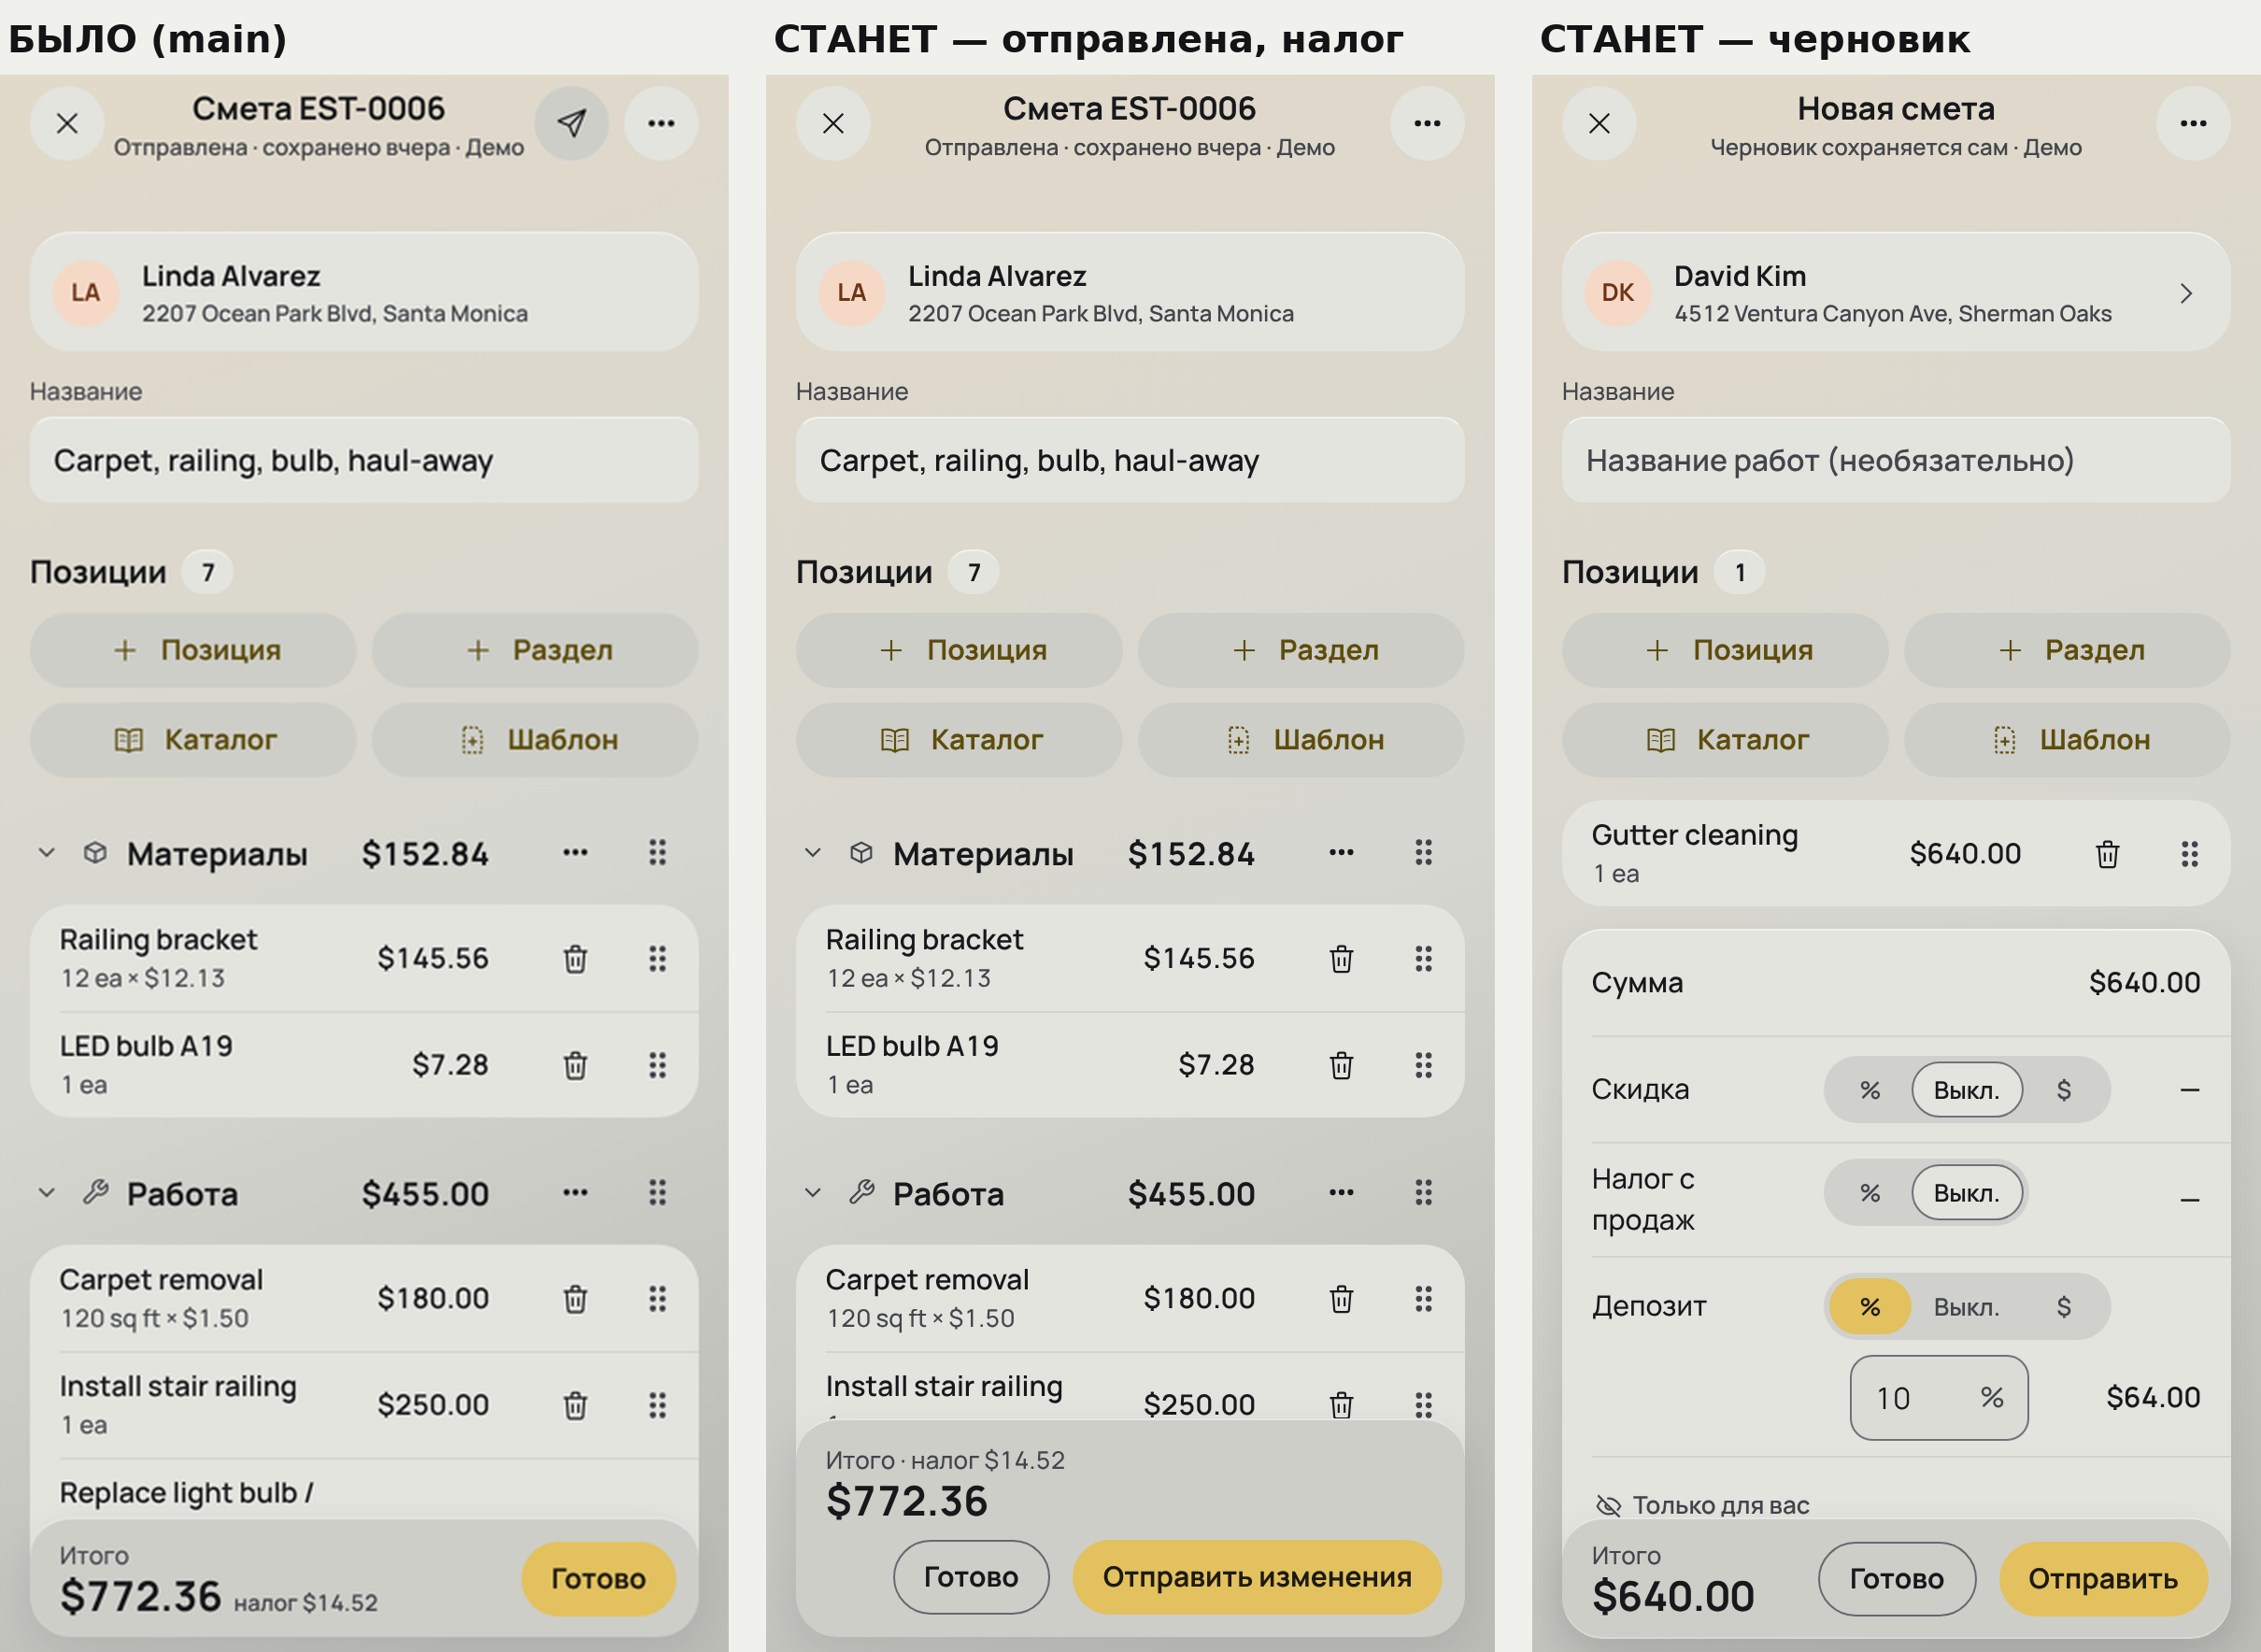 БЫЛО (main)
Смета EST-0006
Отправлена · сохранено вчера · Демо
LA
Linda Alvarez
2207 Ocean Park Blvd, Santa Monica
Название
Carpet, railing, bulb, haul-away
Позиции 7
+ Позиция
+ Раздел
Каталог
Шаблон
Материалы $152.84
Railing bracket $145.56
12 ea × $12.13
LED bulb A19 $7.28
1 ea
Работа $455.00
Carpet removal $180.00
120 sq ft × $1.50
Install stair railing $250.00
1 ea
Replace light bulb /
Итого
$772.36 налог $14.52
Готово
СТАНЕТ — отправлена, налог
Смета EST-0006
Отправлена · сохранено вчера · Демо
LA
Linda Alvarez
2207 Ocean Park Blvd, Santa Monica
Название
Carpet, railing, bulb, haul-away
Позиции 7
+ Позиция
+ Раздел
Каталог
Шаблон
Материалы $152.84
Railing bracket $145.56
12 ea × $12.13
LED bulb A19 $7.28
1 ea
Работа $455.00
Carpet removal $180.00
120 sq ft × $1.50
Install stair railing $250.00
Итого · налог $14.52
$772.36
Готово
Отправить изменения
СТАНЕТ — черновик
Новая смета
Черновик сохраняется сам · Демо
DK
David Kim
4512 Ventura Canyon Ave, Sherman Oaks
Название
Название работ (необязательно)
Позиции 1
+ Позиция
+ Раздел
Каталог
Шаблон
Gutter cleaning $640.00
1 ea
Сумма $640.00
Скидка % Выкл. $ —
Налог с
продаж % Выкл. —
Депозит % Выкл. $
10 % $64.00
Только для вас
Итого
$640.00
Готово
Отправить